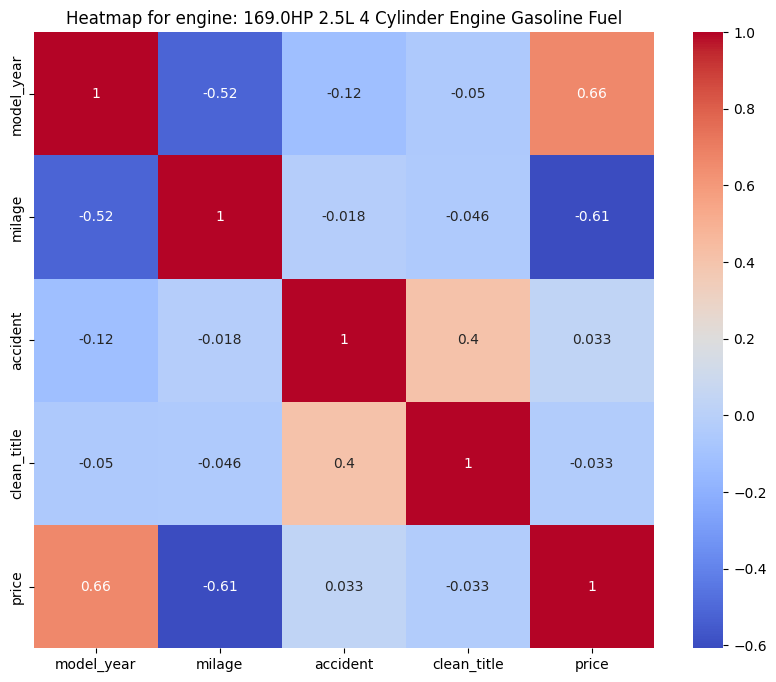 Heatmap for engine: 169.0HP 2.5L 4 Cylinder Engine Gasoline Fuel
model_year 1 -0.52 -0.12 -0.05 0.66
milage -0.52 1 -0.018 -0.046 -0.61
accident -0.12 -0.018 1 0.4 0.033
clean_title -0.05 -0.046 0.4 1 -0.033
price 0.66 -0.61 0.033 -0.033 1
model_year milage accident clean_title price
1.0
0.8
0.6
0.4
0.2
0.0
−0.2
−0.4
−0.6